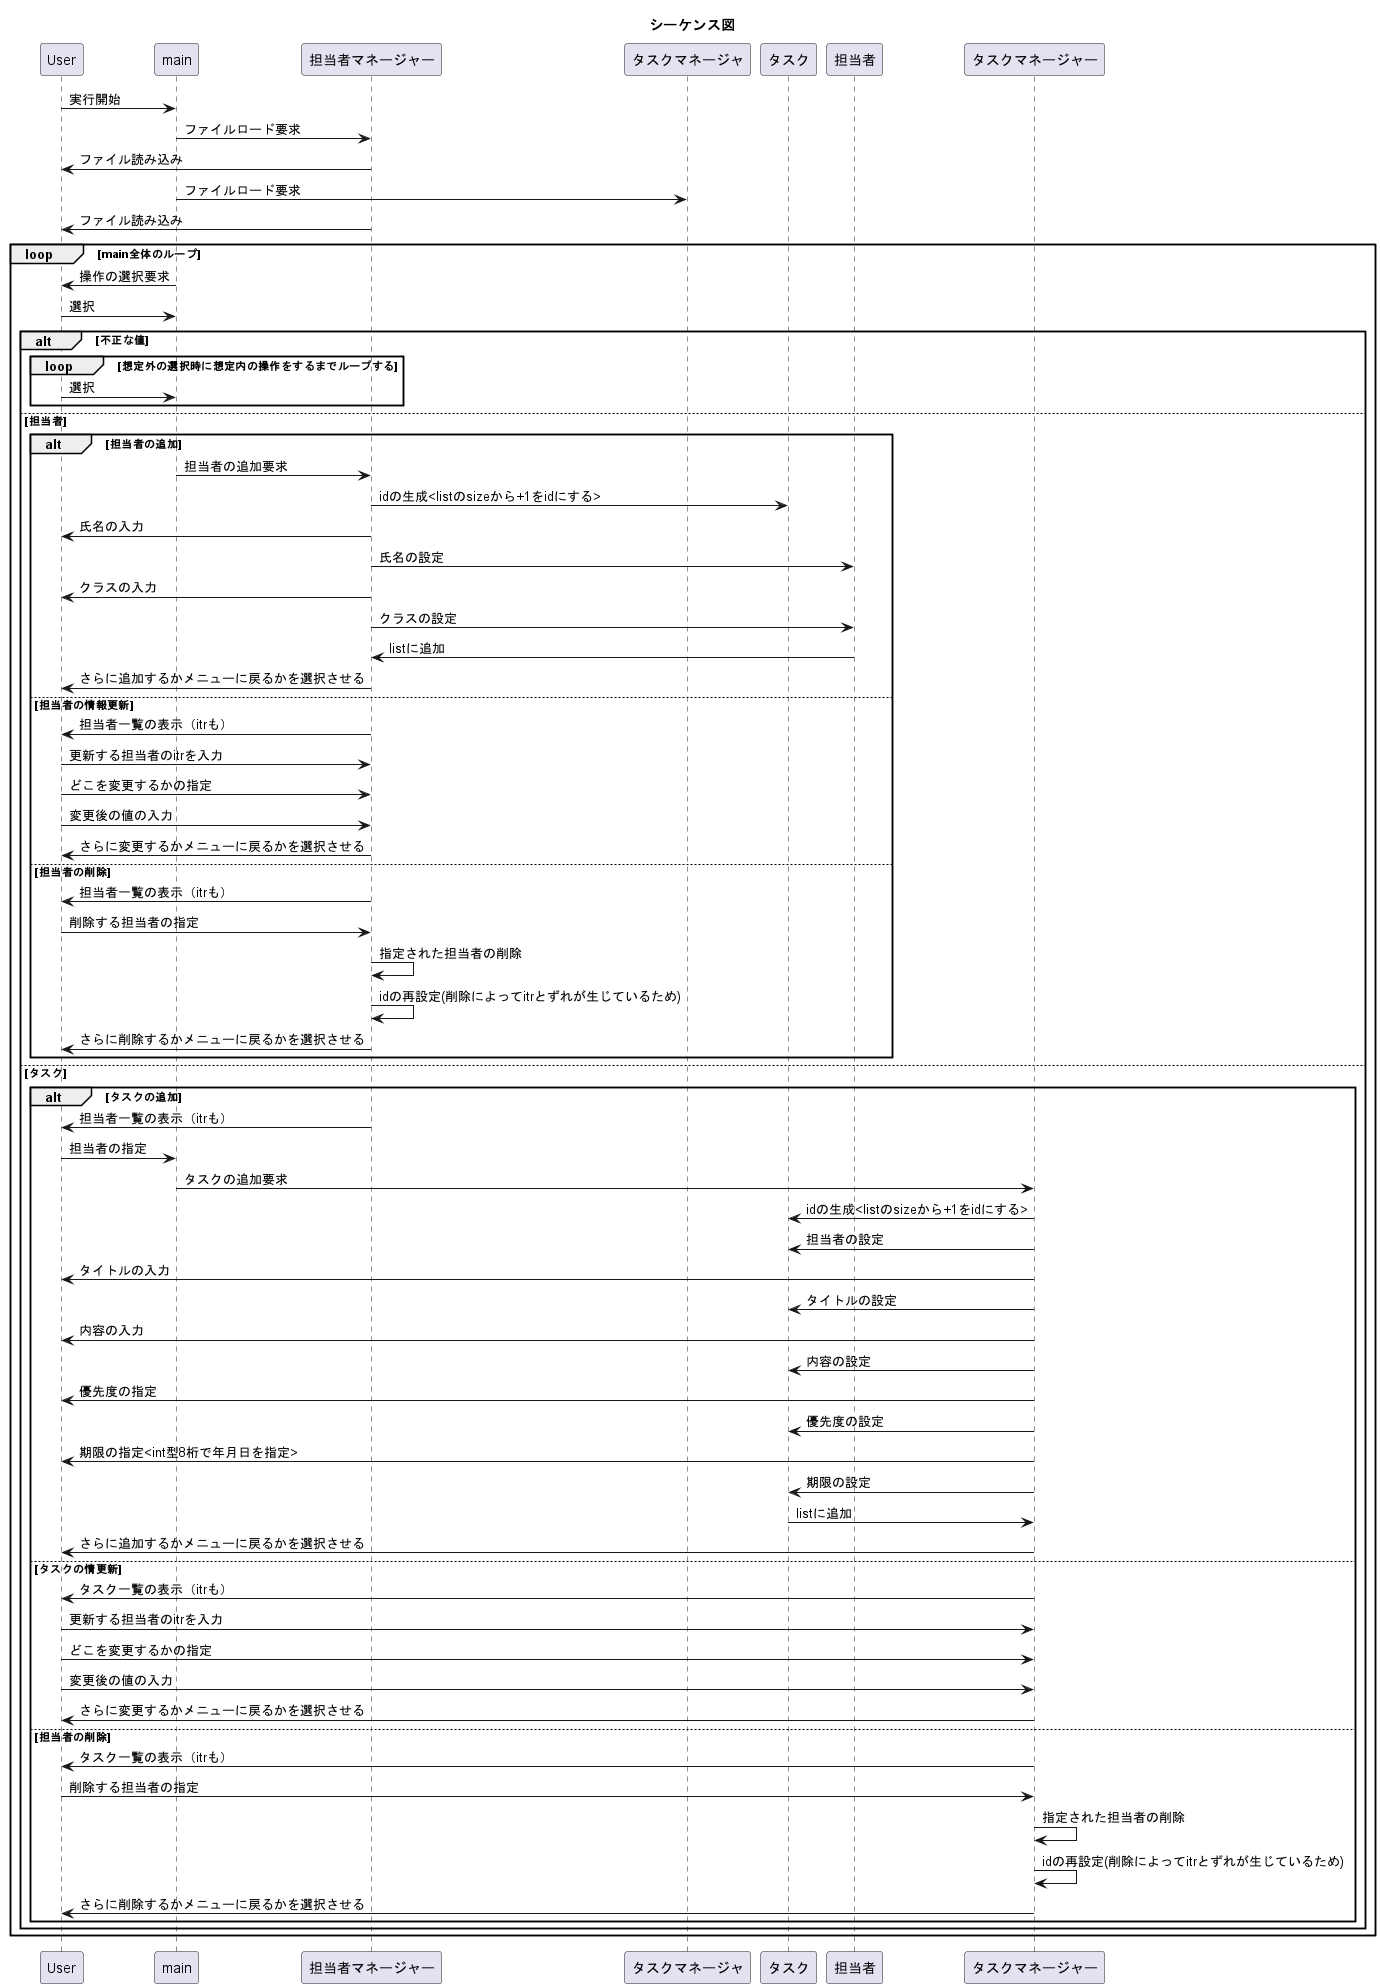 シーケンス図
User main 担当者マネージャー タスクマネージャ タスク 担当者 タスクマネージャー
実行開始
ファイルロード要求
ファイル読み込み
ファイルロード要求
ファイル読み込み
loop [main全体のループ]
操作の選択要求
選択
alt [不正な値]
loop [想定外の選択時に想定内の操作をするまでループする]
選択
[担当者]
alt [担当者の追加]
担当者の追加要求
idの生成<listのsizeから+1をidにする>
氏名の入力
氏名の設定
クラスの入力
クラスの設定
listに追加
さらに追加するかメニューに戻るかを選択させる
[担当者の情報更新]
担当者一覧の表示（itrも）
更新する担当者のitrを入力
どこを変更するかの指定
変更後の値の入力
さらに変更するかメニューに戻るかを選択させる
[担当者の削除]
担当者一覧の表示（itrも）
削除する担当者の指定
指定された担当者の削除
idの再設定(削除によってitrとずれが生じているため)
さらに削除するかメニューに戻るかを選択させる
[タスク]
alt [タスクの追加]
担当者一覧の表示（itrも）
担当者の指定
タスクの追加要求
idの生成<listのsizeから+1をidにする>
担当者の設定
タイトルの入力
タイトルの設定
内容の入力
内容の設定
優先度の指定
優先度の設定
期限の指定<int型8桁で年月日を指定>
期限の設定
listに追加
さらに追加するかメニューに戻るかを選択させる
[タスクの情更新]
タスク一覧の表示（itrも）
更新する担当者のitrを入力
どこを変更するかの指定
変更後の値の入力
さらに変更するかメニューに戻るかを選択させる
[担当者の削除]
タスク一覧の表示（itrも）
削除する担当者の指定
指定された担当者の削除
idの再設定(削除によってitrとずれが生じているため)
さらに削除するかメニューに戻るかを選択させる
User main 担当者マネージャー タスクマネージャ タスク 担当者 タスクマネージャー